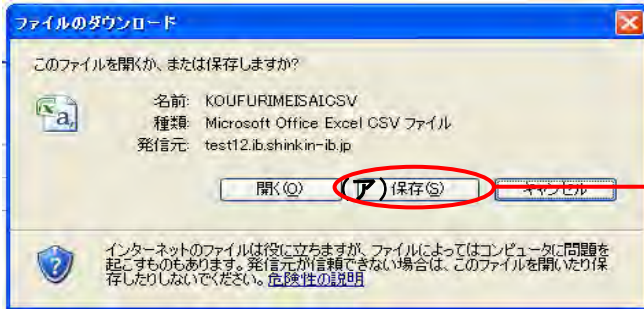 ファイルのダウンロード
このファイルを開くか、または保存しますか?
名前: KOUFURIMEISAICSV
種類: Microsoft Office Excel CSV ファイル
発信元: test12.ib.shinkin-ib.jp
開く(O) (ア) 保存(S) キャンセル
インターネットのファイルは役に立ちますが、ファイルによってはコンピュータに問題を
起こすものもあります。発信元が信頼できない場合は、このファイルを開いたり保
存したりしないでください。危険性の説明